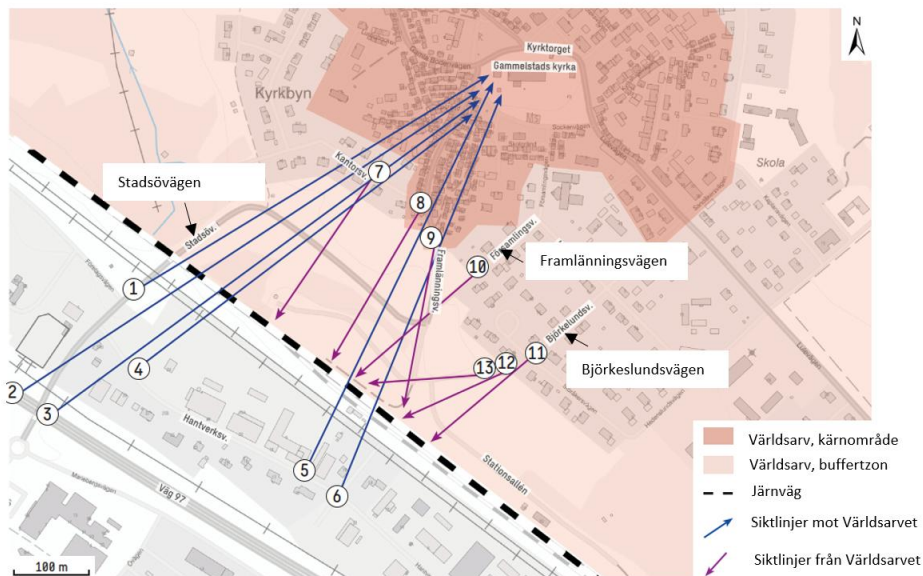 N
Kyrktorget
Gammelstads kyrka
Kyrkbyn
Skola
Kantorsv.
7
Stadsövägen
8
Stadsöv.
9
Församlingsv.
Framlänningsvägen
10
Framlänningsv.
1
Björkelundsv.
11
12
13
Björkeslundsvägen
4
2
3
Hantverksv.
5
6
Stationsallén
Väg 97
100 m
Världsarv, kärnområde
Världsarv, buffertzon
Järnväg
Siktlinjer mot Världsarvet
Siktlinjer från Världsarvet